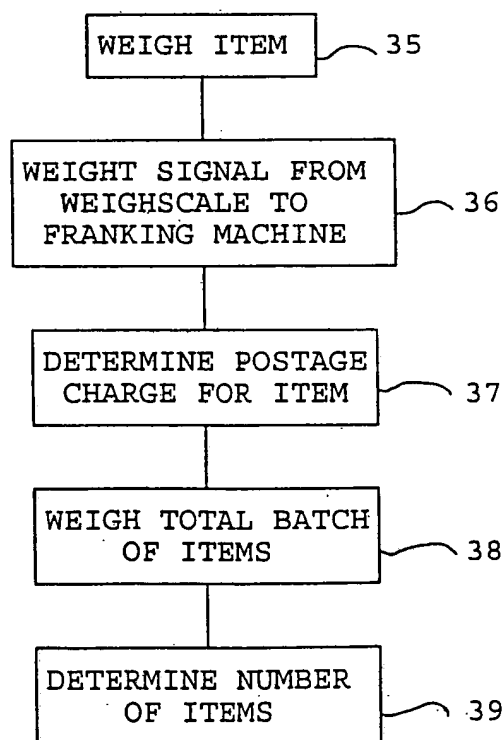 WEIGH ITEM
35
WEIGHT SIGNAL FROM
WEIGHSCALE TO
FRANKING MACHINE
36
DETERMINE POSTAGE
CHARGE FOR ITEM
37
WEIGH TOTAL BATCH
OF ITEMS
38
DETERMINE NUMBER
OF ITEMS
39